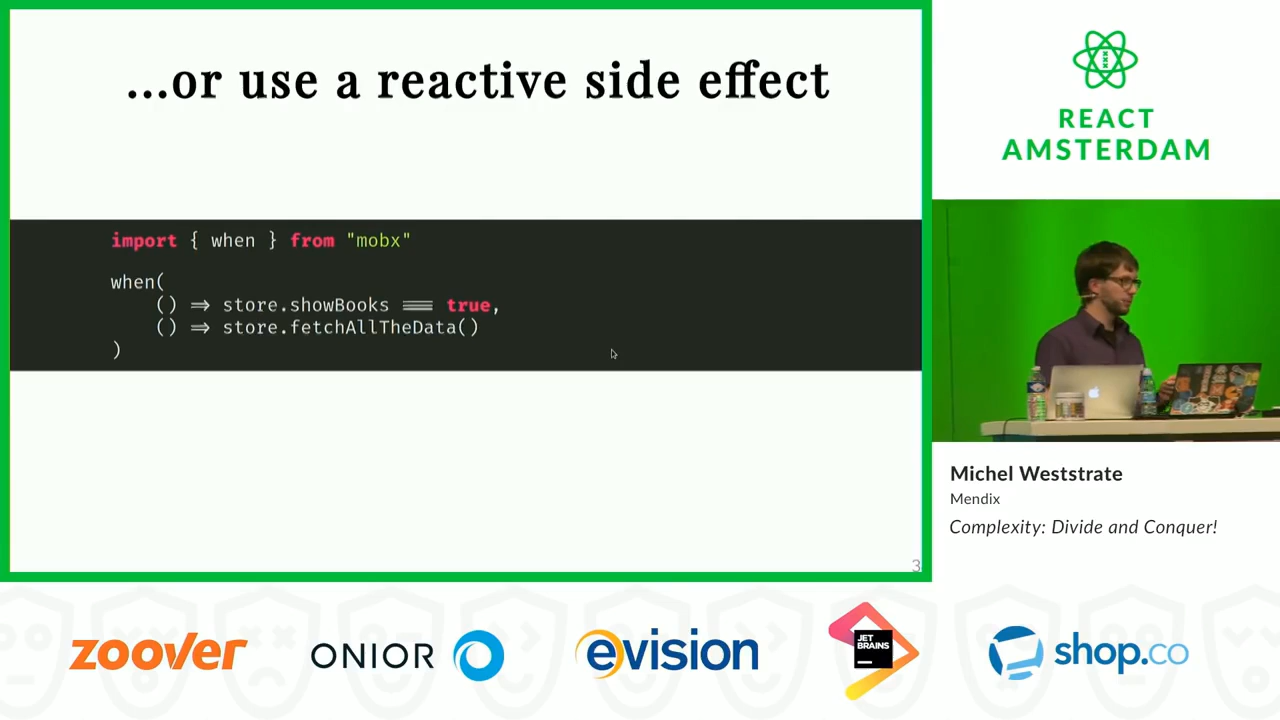 ...or use a reactive side effect
import { when } from "mobx"
when(
() => store.showBooks === true,
() => store.fetchAllTheData()
)
3
REACT
AMSTERDAM
Michel Weststrate
Mendix
Complexity: Divide and Conquer!
zoover
ONIOR
evision
JET
BRAINS
shop.co